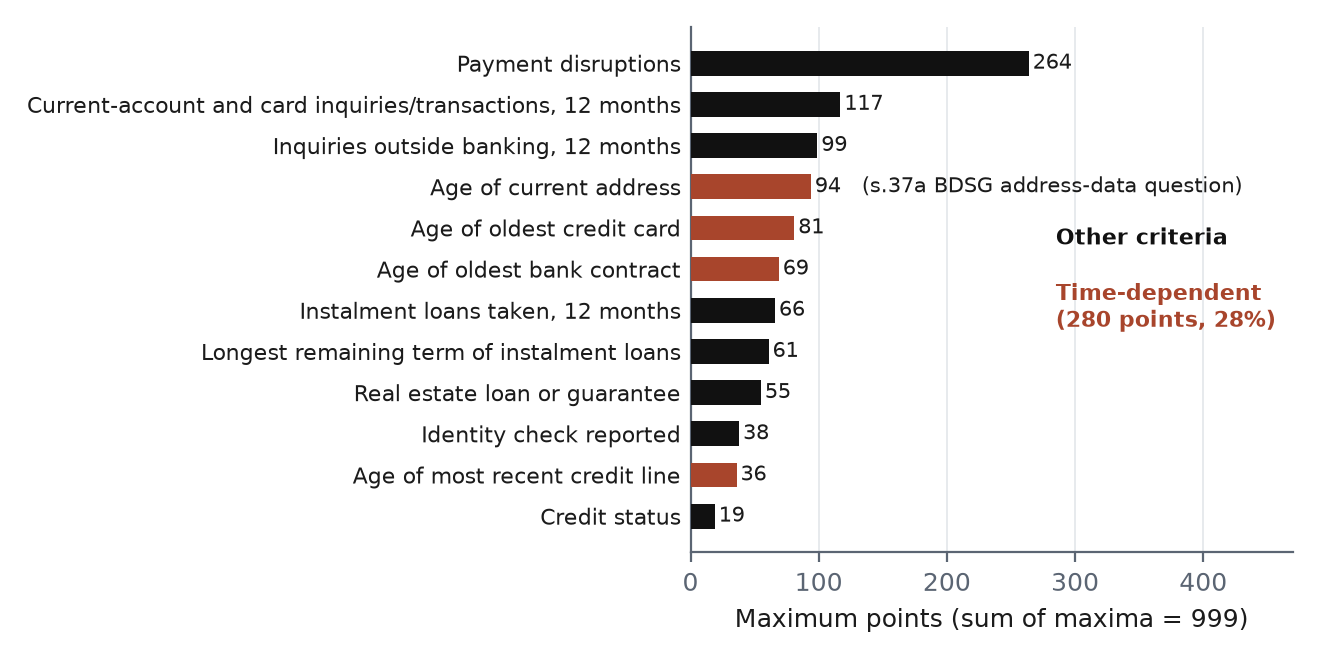 Payment disruptions 264
Current-account and card inquiries/transactions, 12 months 117
Inquiries outside banking, 12 months 99
Age of current address 94 (s.37a BDSG address-data question)
Age of oldest credit card 81
Other criteria
Age of oldest bank contract 69
Time-dependent
(280 points, 28%)
Instalment loans taken, 12 months 66
Longest remaining term of instalment loans 61
Real estate loan or guarantee 55
Identity check reported 38
Age of most recent credit line 36
Credit status 19
0 100 200 300 400
Maximum points (sum of maxima = 999)